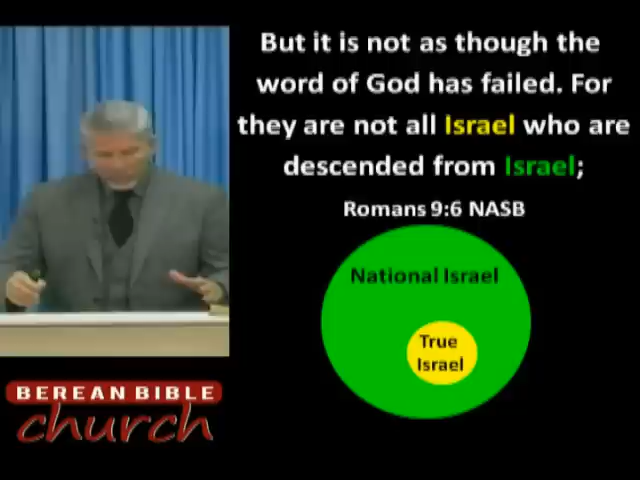 But it is not as though the
word of God has failed. For
they are not all Israel who are
descended from Israel;
Romans 9:6 NASB
National Israel
True
Israel
BEREAN BIBLE
church